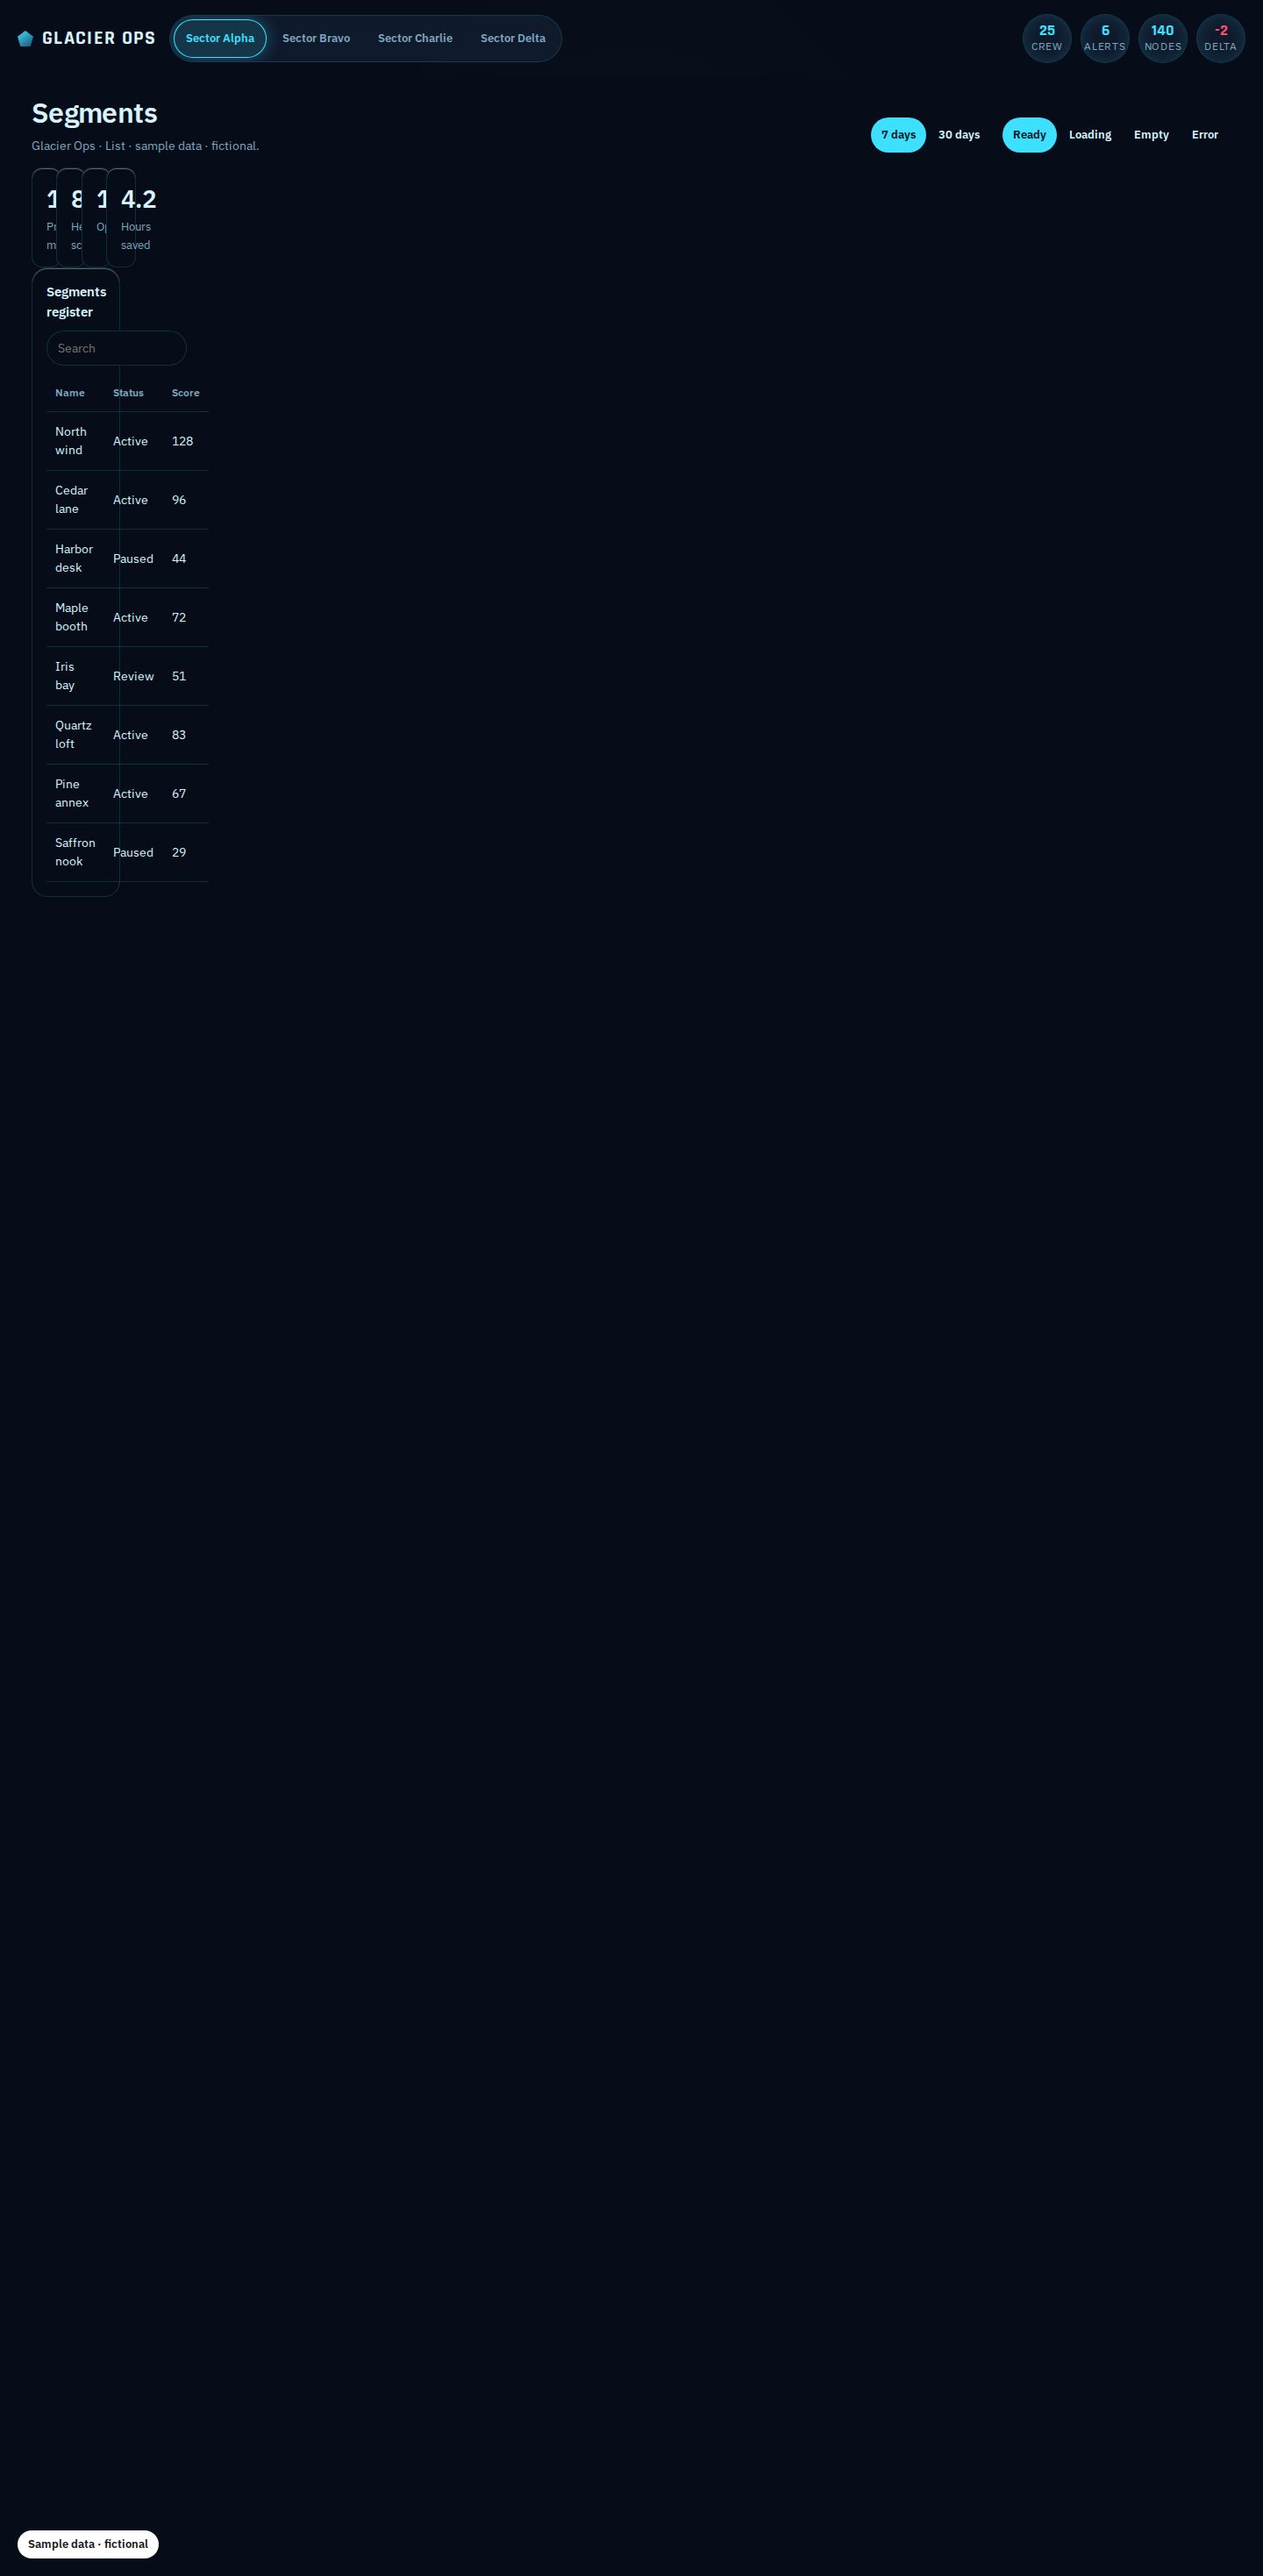 GLACIER OPS
Sector Alpha
Sector Bravo
Sector Charlie
Sector Delta
25
CREW
6
ALERTS
140
NODES
-2
DELTA
Segments
Glacier Ops · List · sample data · fictional.
7 days
30 days
Ready
Loading
Empty
Error
4.2
Hours
saved
Segments
register
Search
Name Status Score
North wind Active 128
Cedar lane Active 96
Harbor desk Paused 44
Maple booth Active 72
Iris bay Review 51
Quartz loft Active 83
Pine annex Active 67
Saffron nook Paused 29
Sample data · fictional